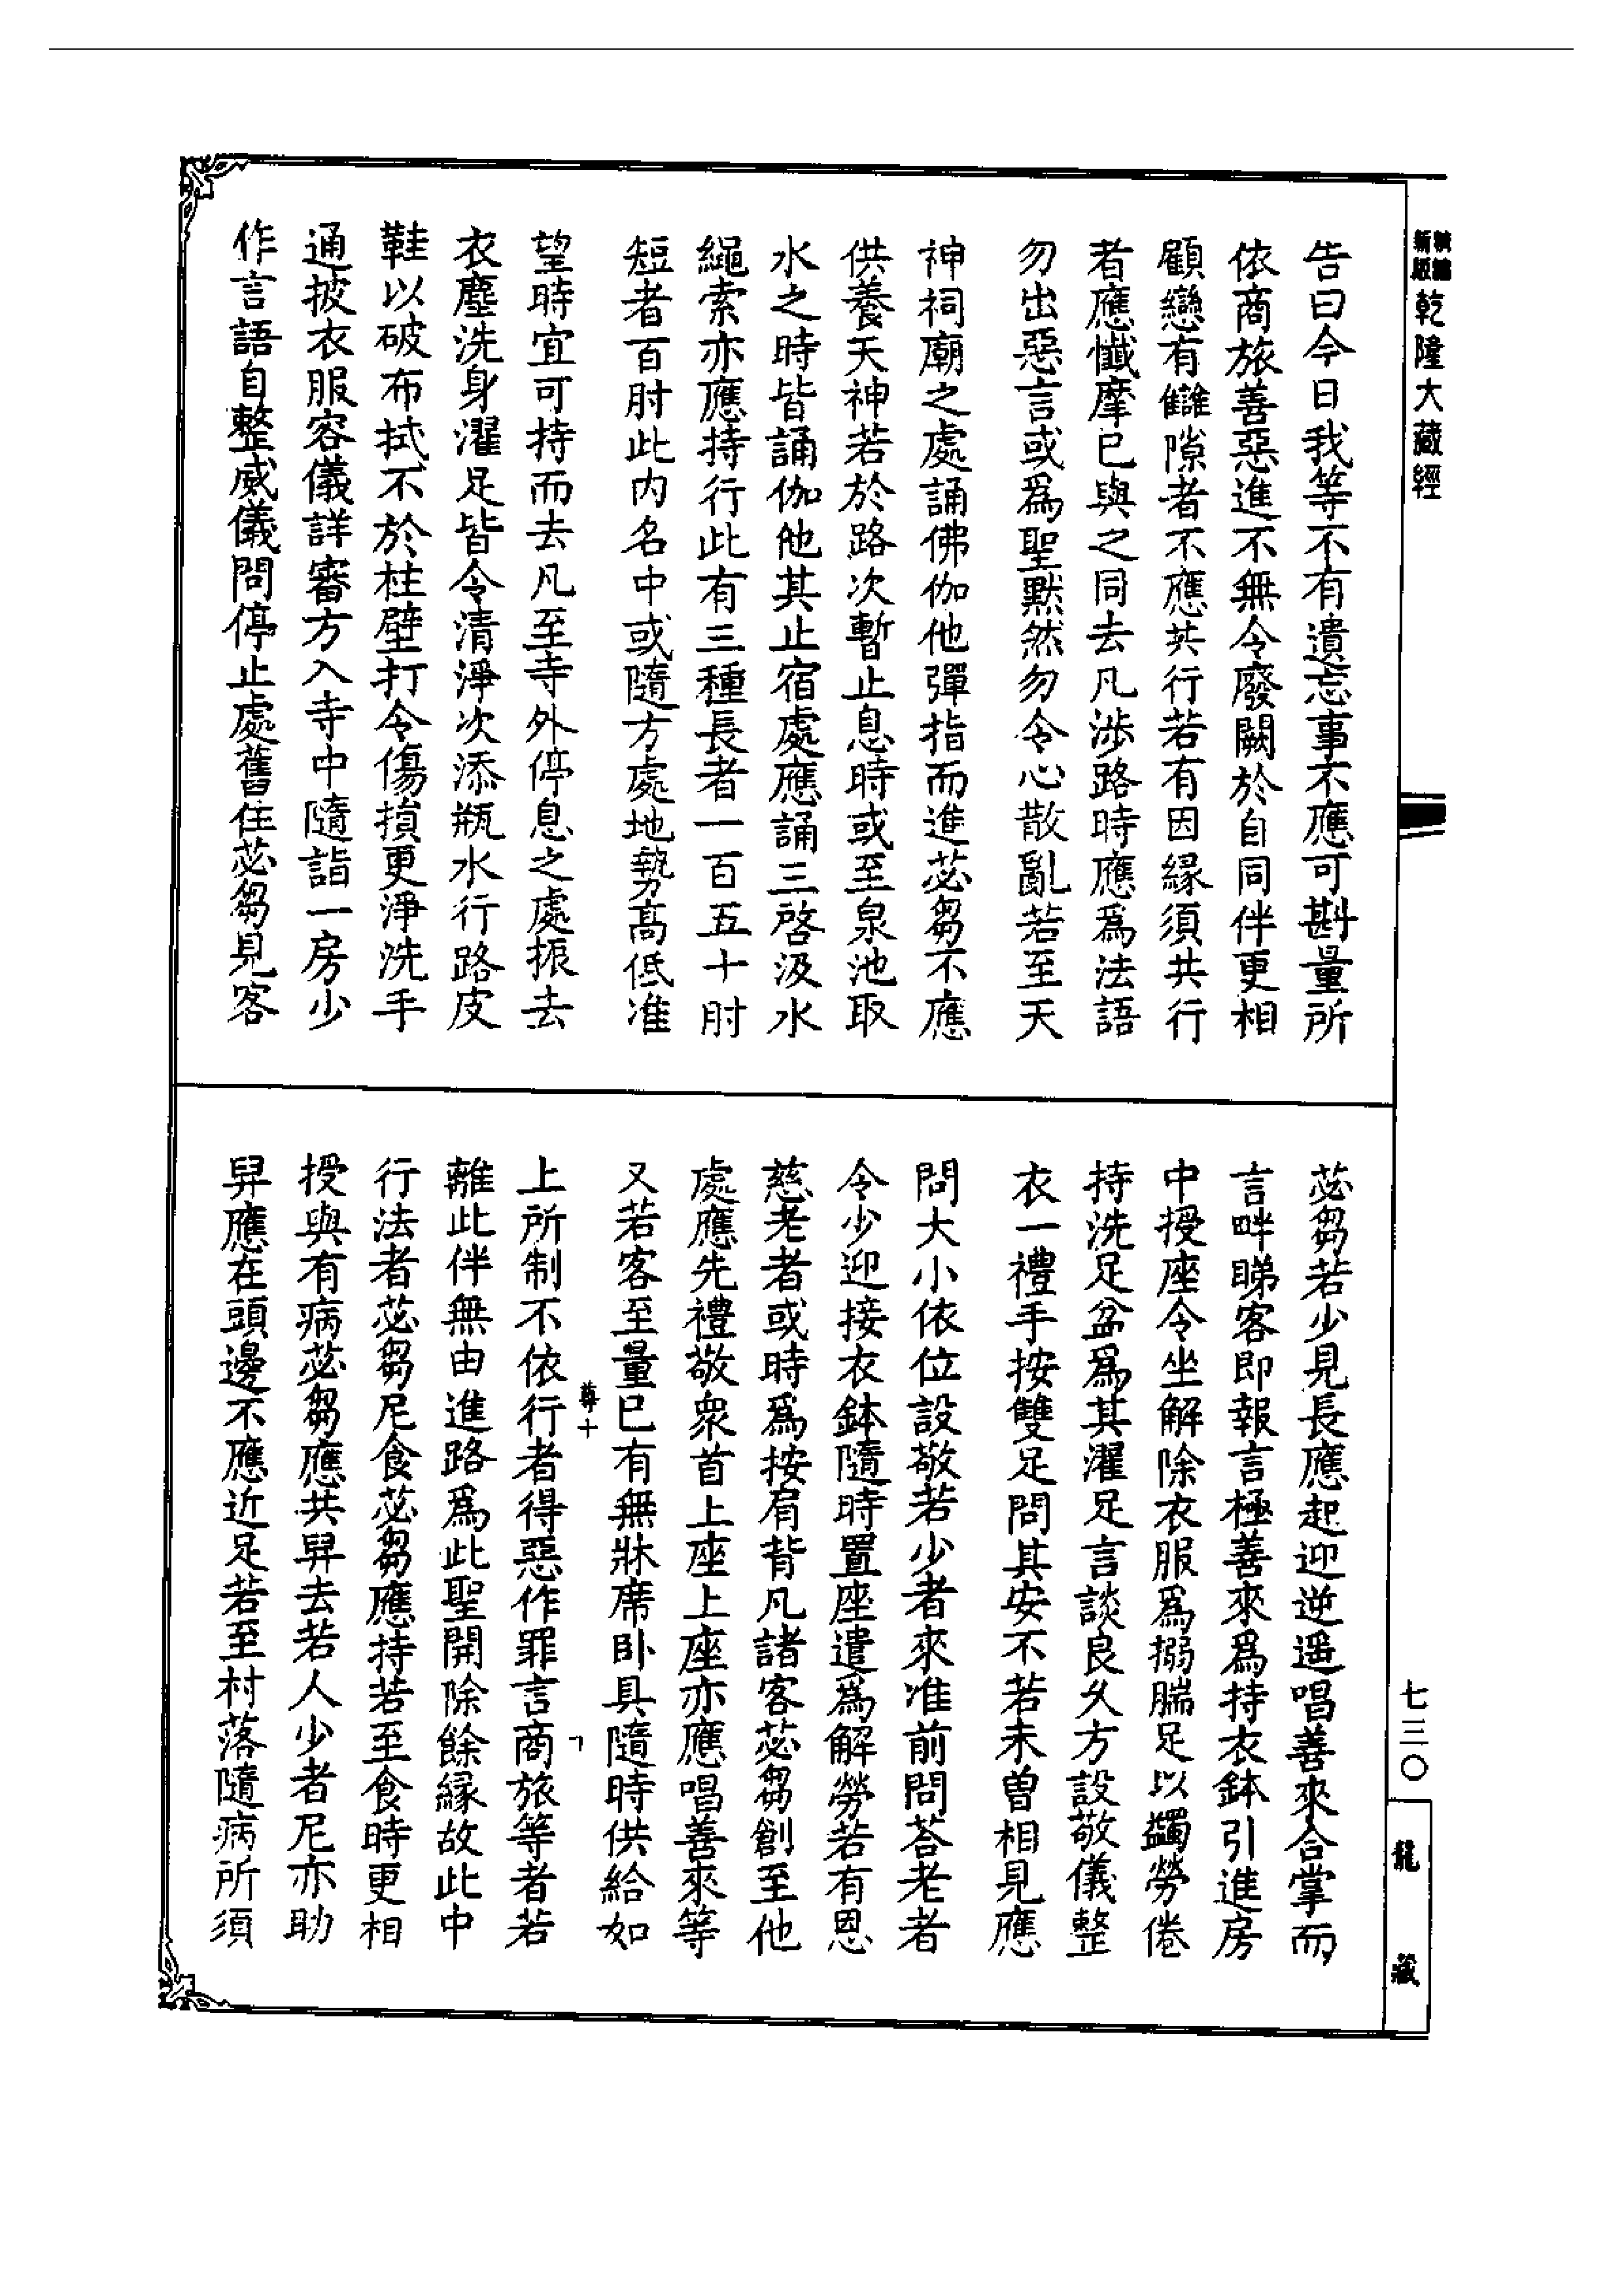 新編
縮版
乾隆大藏經
告曰今日我等不有遺忘事不應可斟量所
依商旅善惡進不無令廢闕於自同伴更相
顧戀有讎隙者不應共行若有因緣須共行
者應懺摩已與之同去凡涉路時應爲法語
勿出惡言或爲聖黙然勿令心散亂若至天
神祠廟之處誦佛伽他彈指而進苾芻不應
供養天神若於路次暫止息時或至泉池取
水之時皆誦伽他其止宿處應誦三啓汲水
繩索亦應持行此有三種長者一百五十肘
短者百肘此內名中或隨方處地勢高低准
望時宜可持而去凡至寺外停息之處振去
衣塵洗身濯足皆令清淨次添瓶水行路皮
鞋以破布拭不於柱壁打令傷損更淨洗手
通披衣服容儀詳審方入寺中隨詣一房少
作言語自整威儀問停止處舊住苾芻見客
苾芻若少見長應起迎逆遥唱善來合掌而
言畔睇客即報言極善來爲持衣鉢引進房
中授座令坐解除衣服爲搦腨足以蠲勞倦
持洗足盆爲其濯足言談良久方設敬儀整
衣一禮手按雙足問其安不若未曽相見應
問大小依位設敬若少者來准前問荅老者
令少迎接衣鉢隨時置座遣爲解勞若有恩
慈老者或時爲按肩背凡諸客苾芻創至他
處應先禮敬衆首上座上座亦應唱善來等
又若客至量已有無牀席卧具隨時供給如
尊十
上所制不依行者得惡作罪言商旅等者若
離此伴無由進路爲此聖開除餘緣故此中
行法者苾芻尼食苾芻應持若至食時更相
授與有病苾芻應共舁去若人少者尼亦助
舁應在頭邊不應近足若至村落隨病所須
七三〇
龍藏